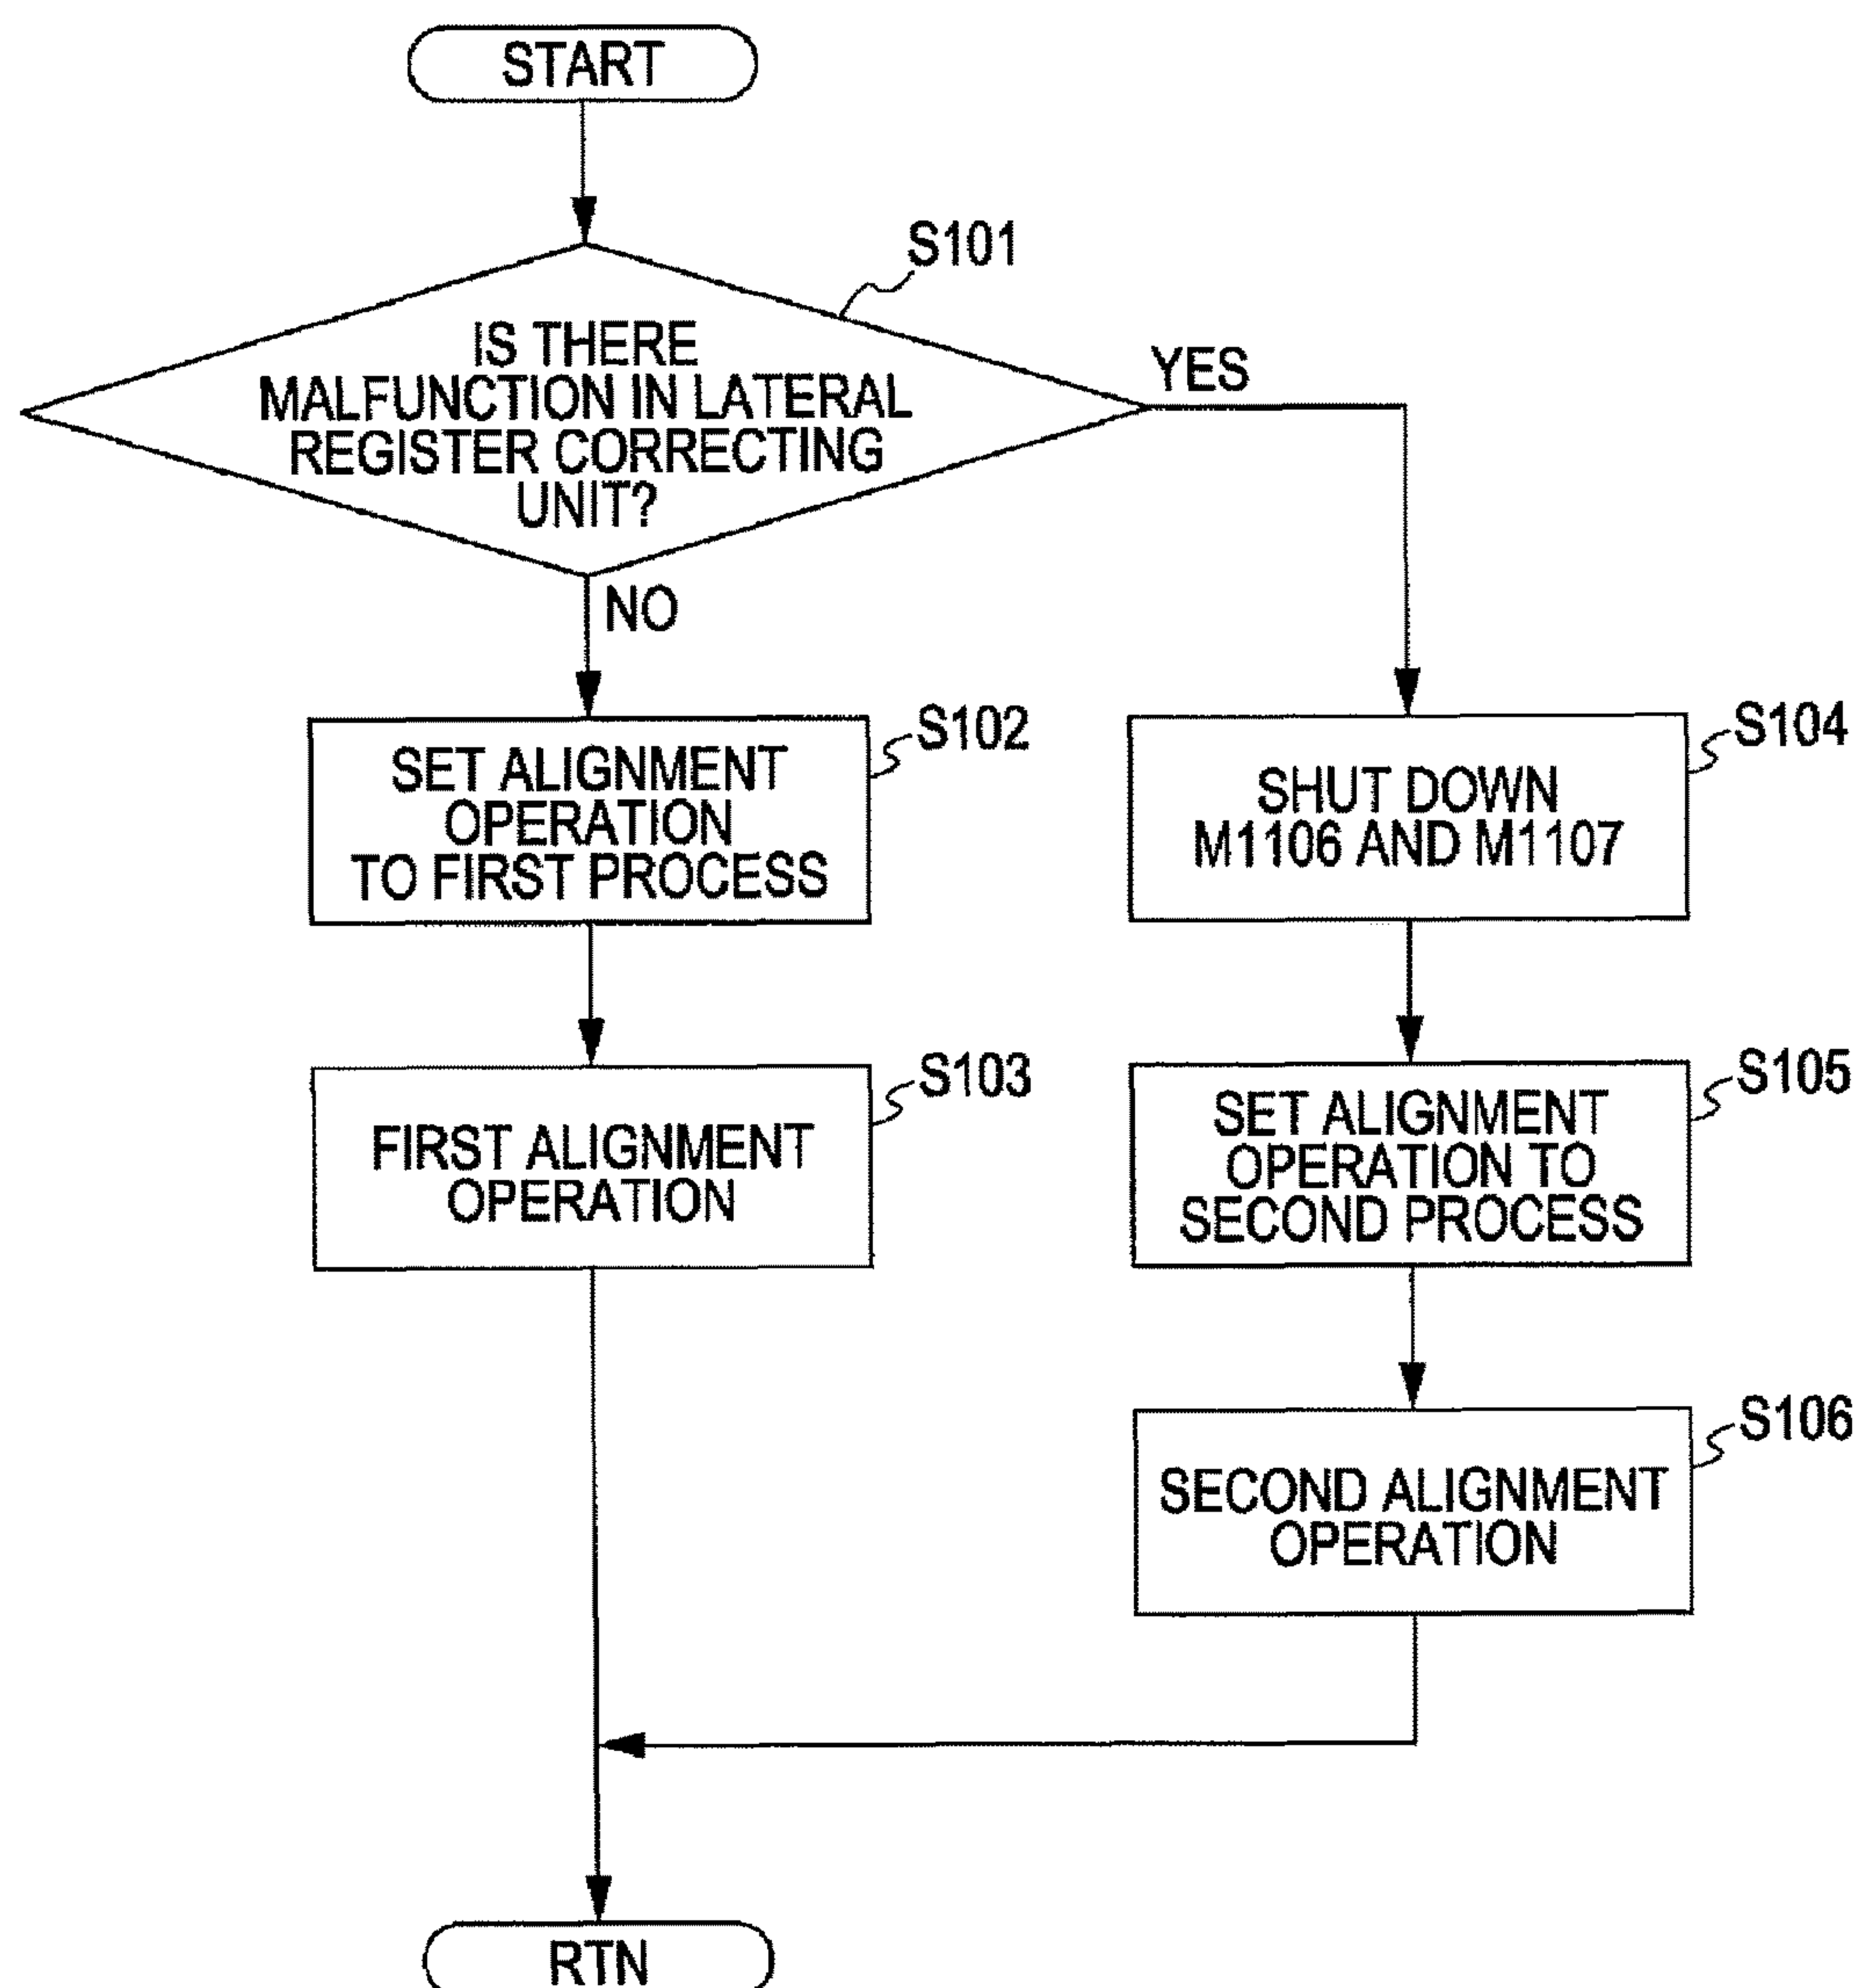 START
S101
IS THERE
MALFUNCTION IN LATERAL
REGISTER CORRECTING
UNIT?
YES
NO
S102
SET ALIGNMENT
OPERATION
TO FIRST PROCESS
S104
SHUT DOWN
M1106 AND M1107
S103
FIRST ALIGNMENT
OPERATION
S105
SET ALIGNMENT
OPERATION TO
SECOND PROCESS
S106
SECOND ALIGNMENT
OPERATION
RTN